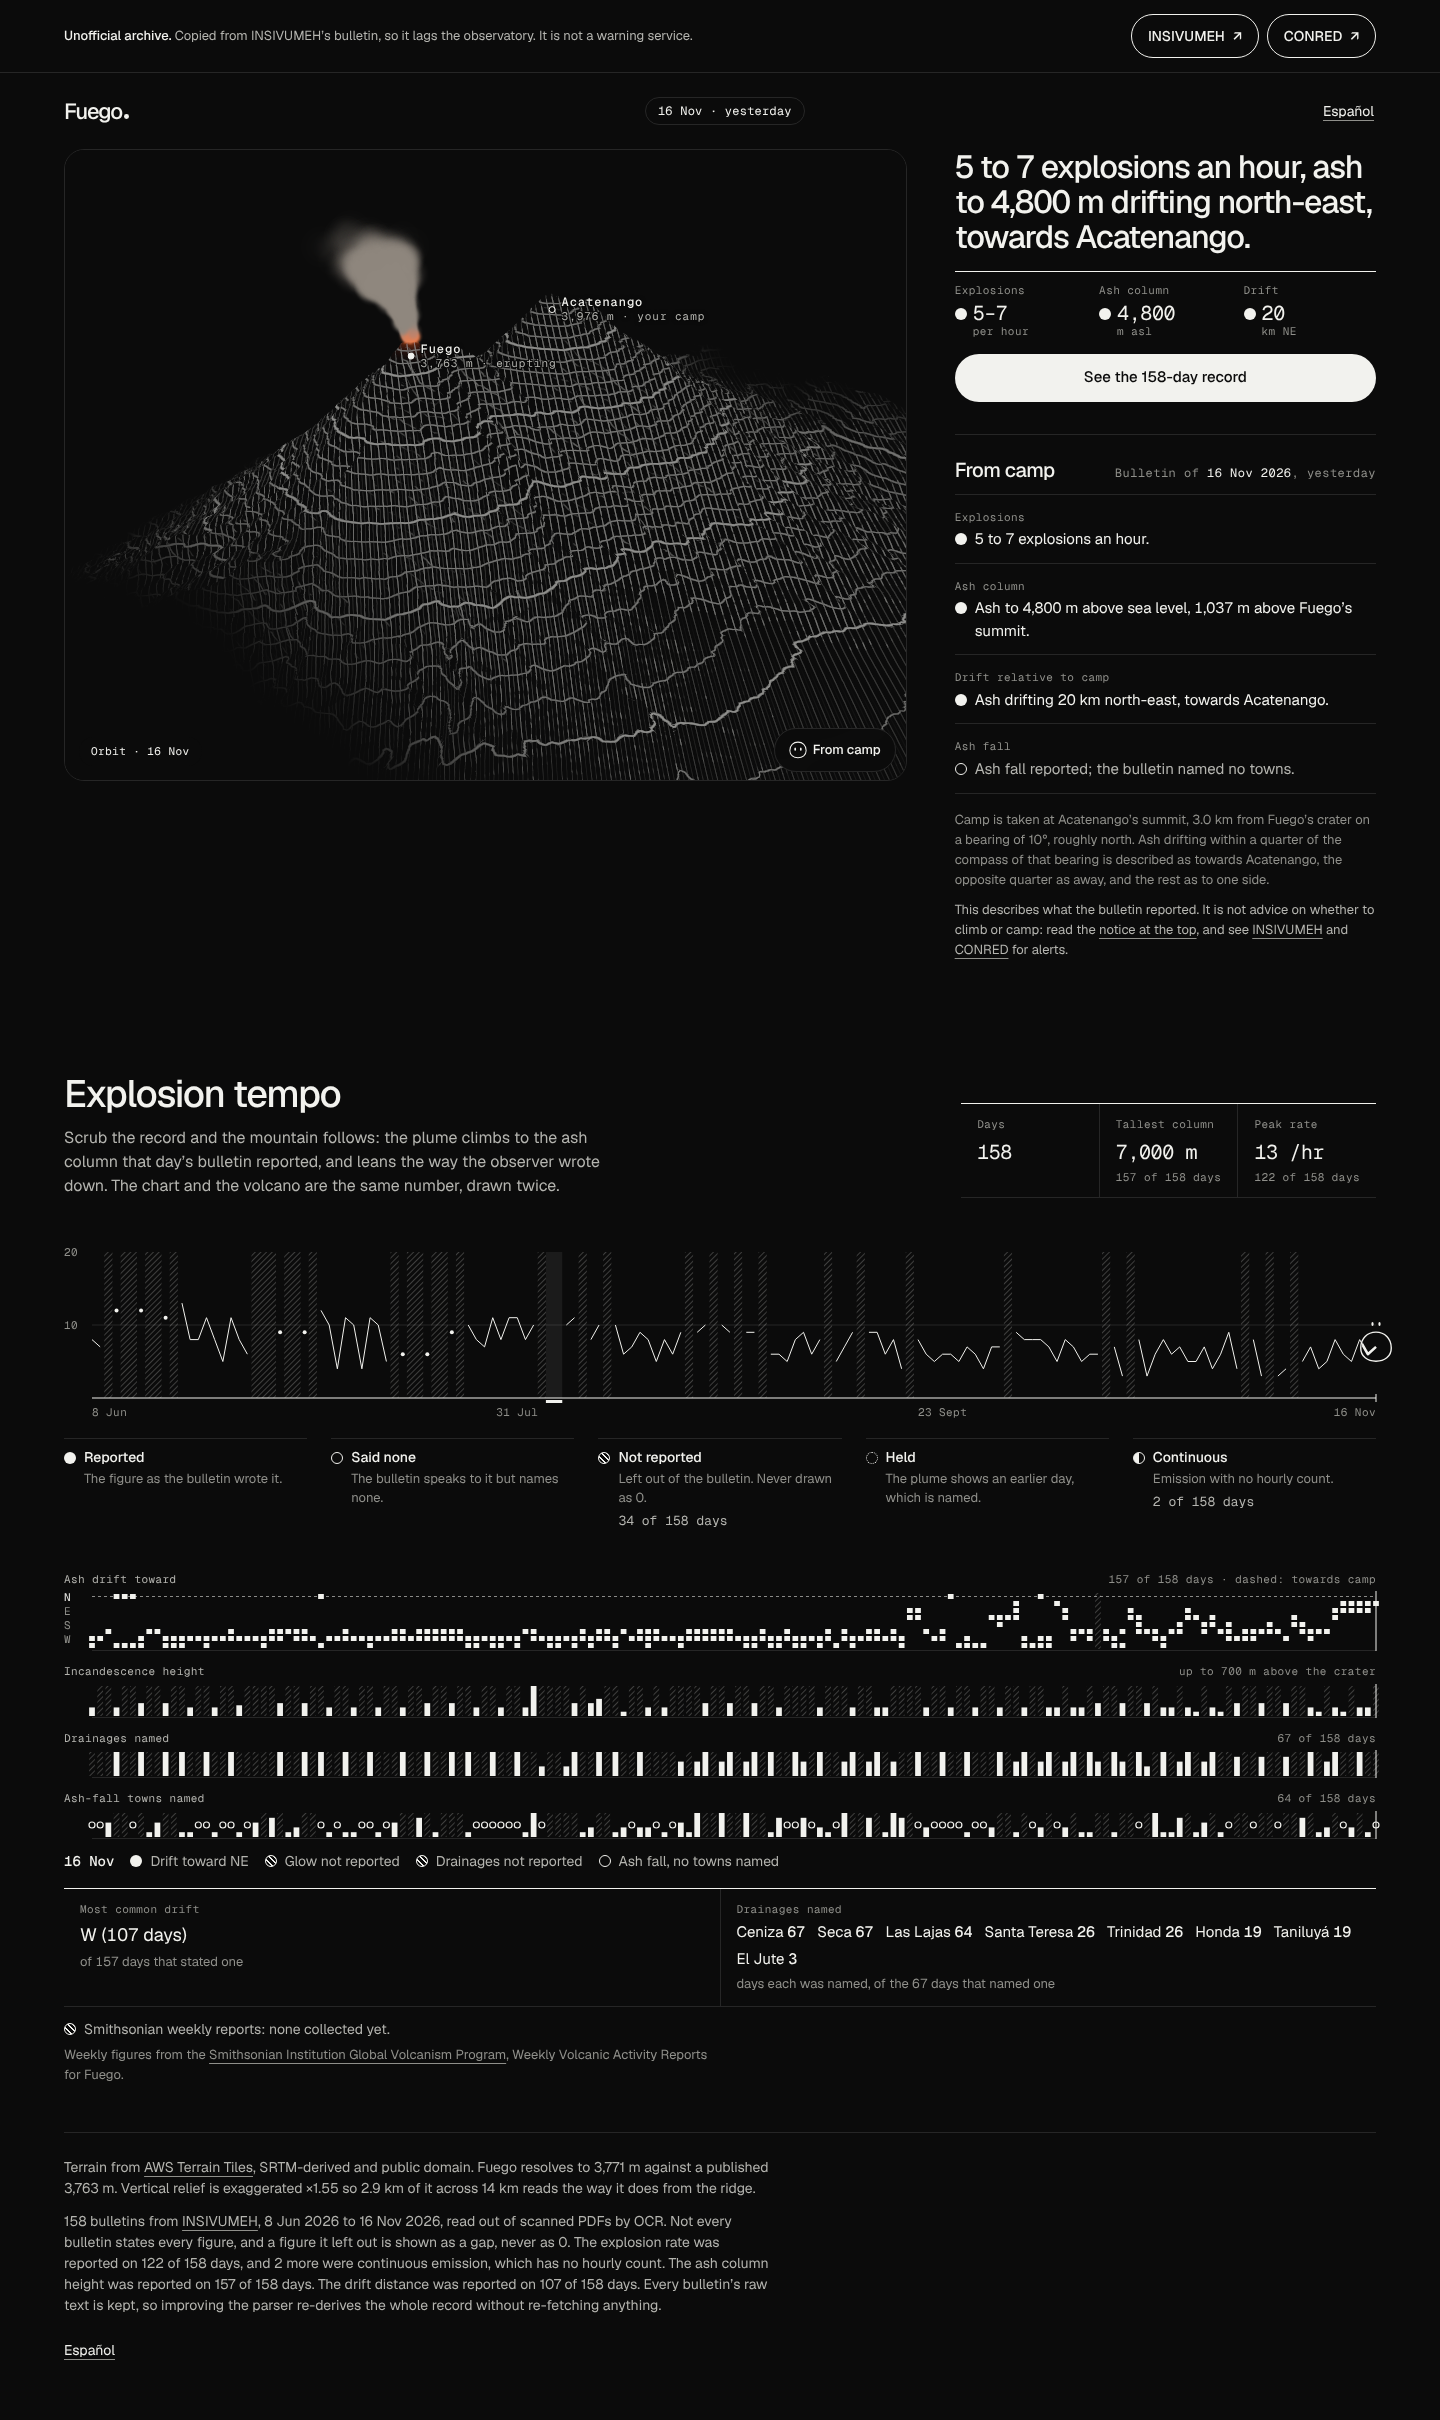 Unofficial archive. Copied from INSIVUMEH's bulletin, so it lags the observatory. It is not a warning service.
INSIVUMEH ↗
CONRED ↗
Fuego.
16 Nov · yesterday
Español
5 to 7 explosions an hour, ash
to 4,800 m drifting north-east,
towards Acatenango.
Explosions
Ash column
Drift
5–7
4,800
20
per hour
m asl
km NE
See the 158-day record
Acatenango
3,976 m · your camp
Fuego
3,763 m · erupting
Orbit · 16 Nov
From camp
From camp
Bulletin of 16 Nov 2026, yesterday
Explosions
5 to 7 explosions an hour.
Ash column
Ash to 4,800 m above sea level, 1,037 m above Fuego's
summit.
Drift relative to camp
Ash drifting 20 km north-east, towards Acatenango.
Ash fall
Ash fall reported; the bulletin named no towns.
Camp is taken at Acatenango's summit, 3.0 km from Fuego's crater on
a bearing of 10°, roughly north. Ash drifting within a quarter of the
compass of that bearing is described as towards Acatenango, the
opposite quarter as away, and the rest as to one side.
This describes what the bulletin reported. It is not advice on whether to
climb or camp: read the notice at the top, and see INSIVUMEH and
CONRED for alerts.
Explosion tempo
Scrub the record and the mountain follows: the plume climbs to the ash
column that day's bulletin reported, and leans the way the observer wrote
down. The chart and the volcano are the same number, drawn twice.
Days
Tallest column
Peak rate
158
7,000 m
13 /hr
157 of 158 days
122 of 158 days
20
10
8 Jun
31 Jul
23 Sept
16 Nov
Reported
The figure as the bulletin wrote it.
Said none
The bulletin speaks to it but names
none.
Not reported
Left out of the bulletin. Never drawn
as 0.
34 of 158 days
Held
The plume shows an earlier day,
which is named.
Continuous
Emission with no hourly count.
2 of 158 days
Ash drift toward
157 of 158 days · dashed: towards camp
N
E
S
W
Incandescence height
up to 700 m above the crater
Drainages named
67 of 158 days
Ash-fall towns named
64 of 158 days
16 Nov
Drift toward NE
Glow not reported
Drainages not reported
Ash fall, no towns named
Most common drift
W (107 days)
of 157 days that stated one
Drainages named
Ceniza 67 Seca 67 Las Lajas 64 Santa Teresa 26 Trinidad 26 Honda 19 Taniluyá 19
El Jute 3
days each was named, of the 67 days that named one
Smithsonian weekly reports: none collected yet.
Weekly figures from the Smithsonian Institution Global Volcanism Program, Weekly Volcanic Activity Reports
for Fuego.
Terrain from AWS Terrain Tiles, SRTM-derived and public domain. Fuego resolves to 3,771 m against a published
3,763 m. Vertical relief is exaggerated ×1.55 so 2.9 km of it across 14 km reads the way it does from the ridge.
158 bulletins from INSIVUMEH, 8 Jun 2026 to 16 Nov 2026, read out of scanned PDFs by OCR. Not every
bulletin states every figure, and a figure it left out is shown as a gap, never as 0. The explosion rate was
reported on 122 of 158 days, and 2 more were continuous emission, which has no hourly count. The ash column
height was reported on 157 of 158 days. The drift distance was reported on 107 of 158 days. Every bulletin's raw
text is kept, so improving the parser re-derives the whole record without re-fetching anything.
Español